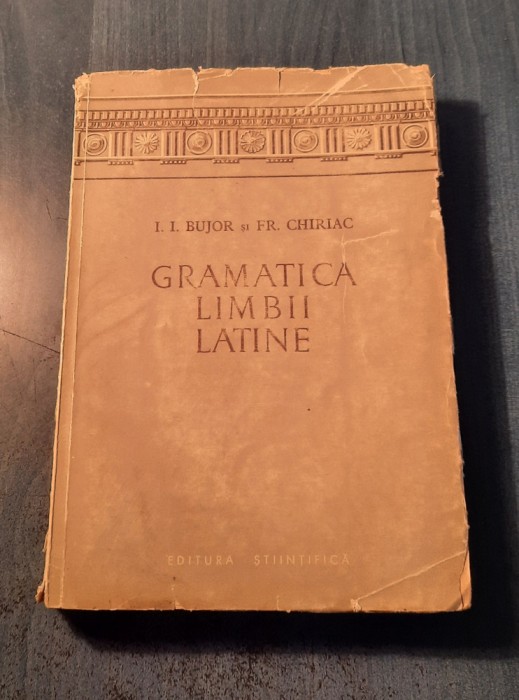 I. I. BUJOR și FR. CHIRIAC
GRAMATICA
LIMBII
LATINE
EDITURA ȘTIINȚIFICĂ